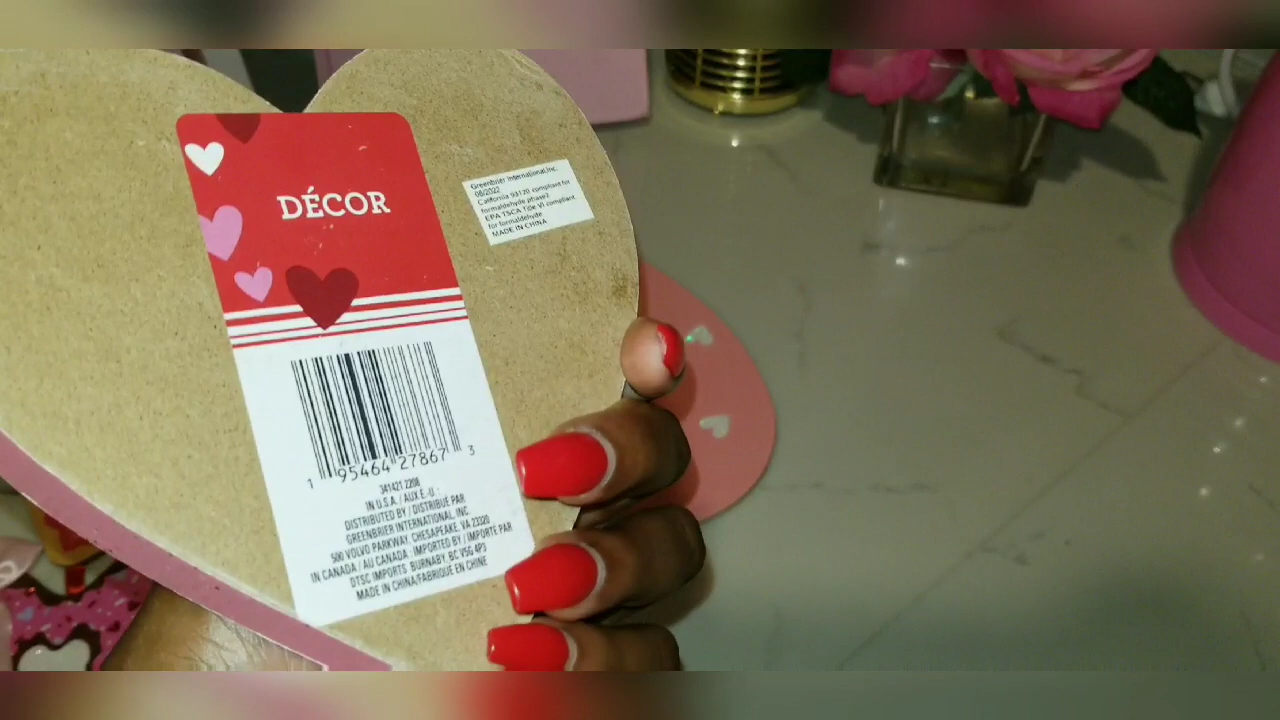 DÉCOR
Greenbrier International,Inc.
08/2022
California 93120 compliant for
formaldehyde phase2
EPA TSCA Title VI compliant
for formaldehyde
MADE IN CHINA
1 95464 27867 3
341421 2208
IN U.S.A. / AUX É.-U.
DISTRIBUTED BY / DISTRIBUÉ PAR
GREENBRIER INTERNATIONAL, INC
500 VOLVO PARKWAY, CHESAPEAKE, VA 23320
IN CANADA / AU CANADA : IMPORTED BY / IMPORTÉ PAR
DTSC IMPORTS BURNABY, BC V5G 4P3
MADE IN CHINA/FABRIQUÉ EN CHINE